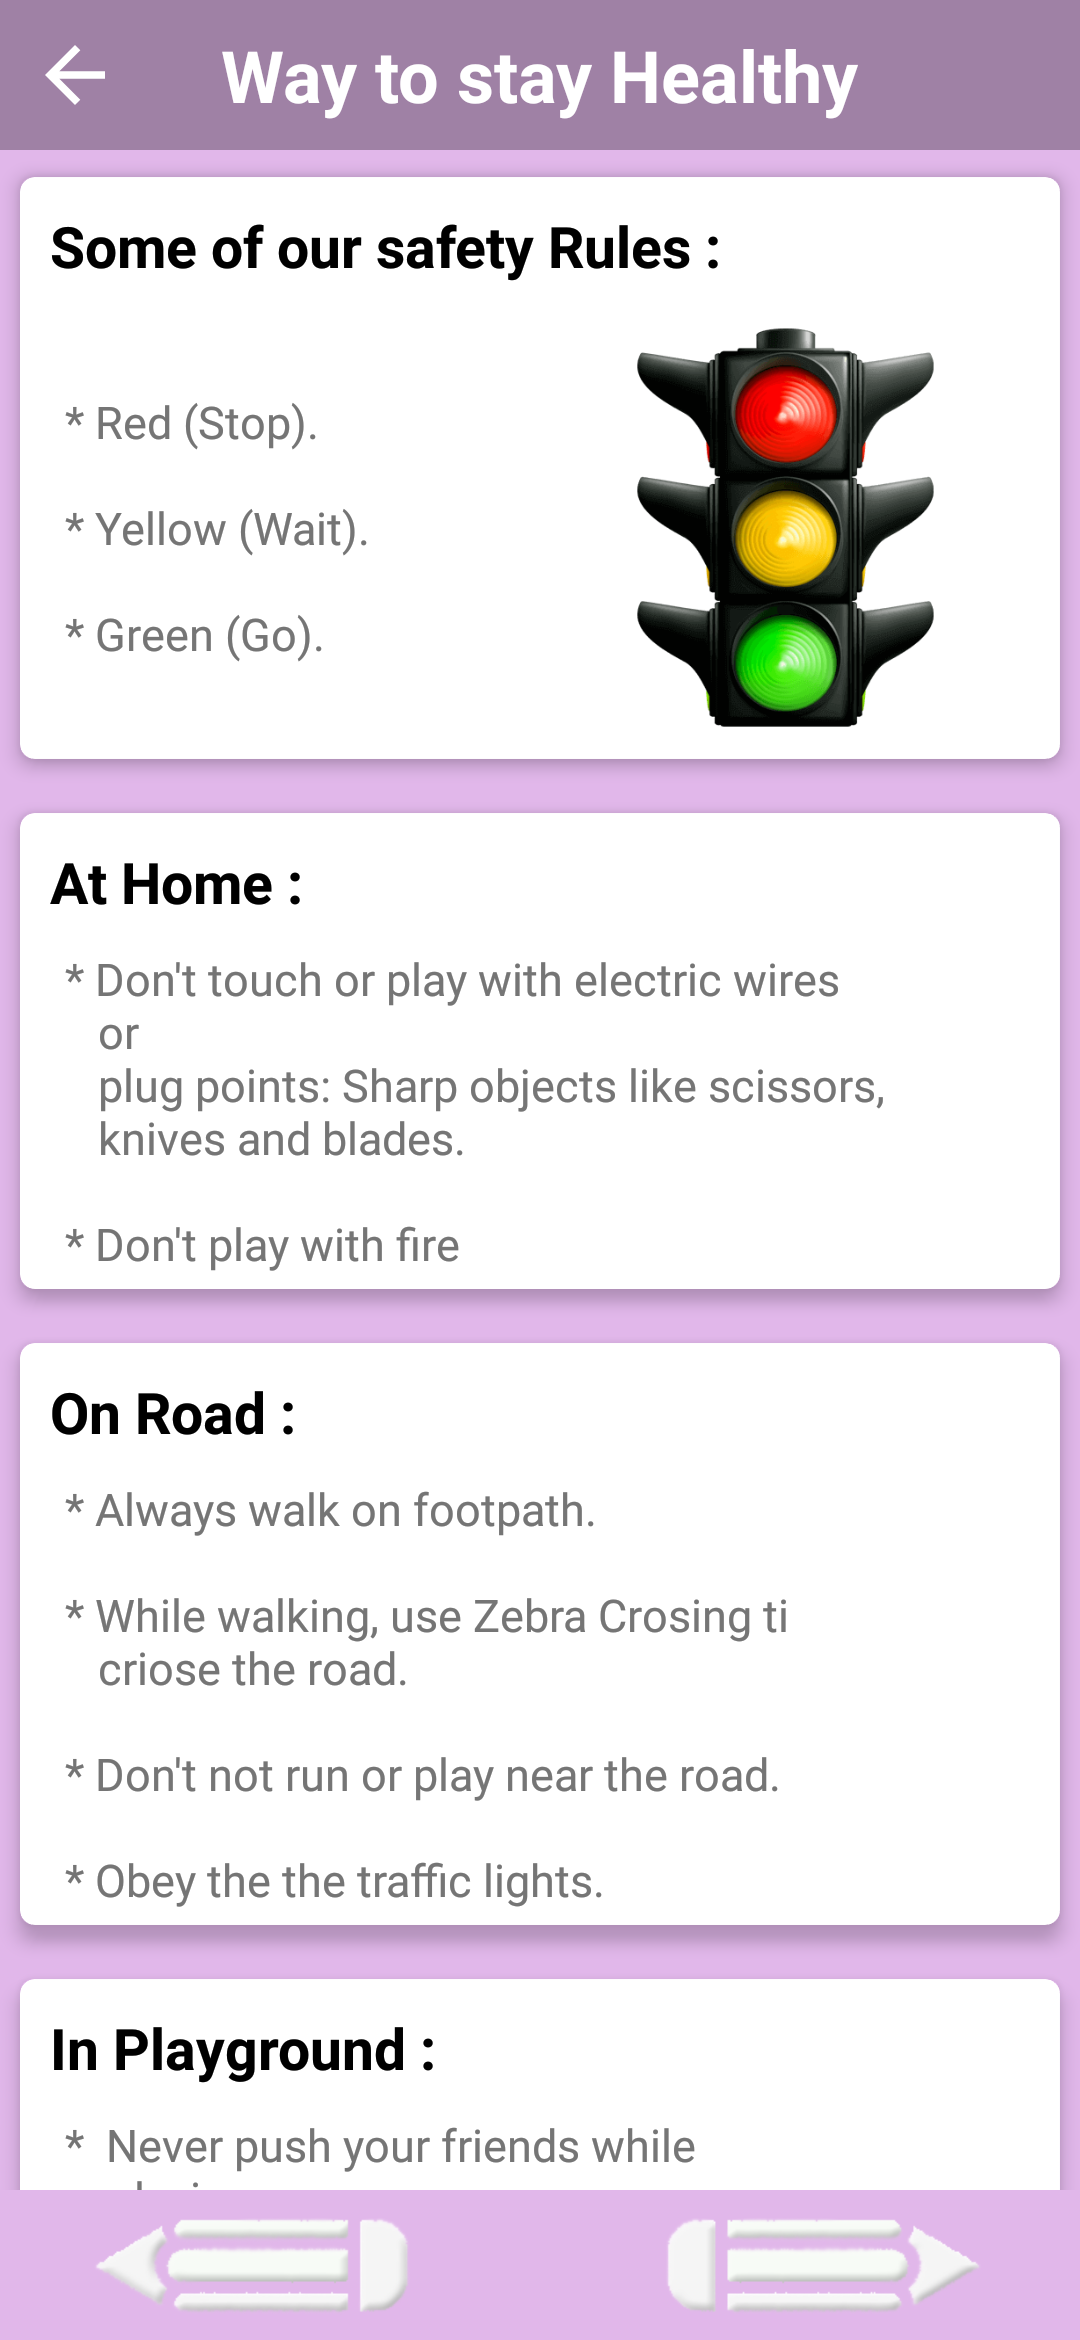 Way to stay Healthy
Some of our safety Rules :
* Red (Stop).
* Yellow (Wait).
* Green (Go).
At Home :
* Don't touch or play with electric wires
or
plug points: Sharp objects like scissors,
knives and blades.
* Don't play with fire
On Road :
* Always walk on footpath.
* While walking, use Zebra Crosing ti
criose the road.
* Don't not run or play near the road.
* Obey the the traffic lights.
In Playground :
* Never push your friends while